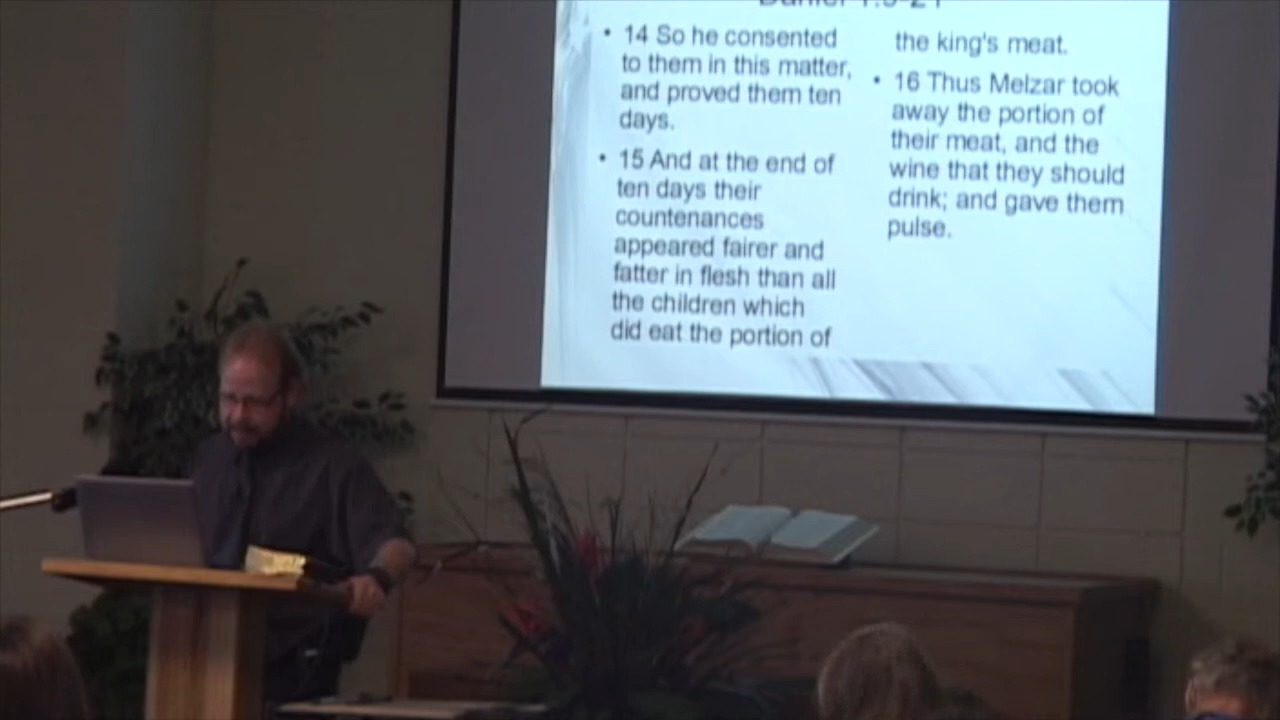 • 14 So he consented
to them in this matter,
and proved them ten
days.
• 15 And at the end of
ten days their
countenances
appeared fairer and
fatter in flesh than all
the children which
did eat the portion of
the king's meat.
• 16 Thus Melzar took
away the portion of
their meat, and the
wine that they should
drink; and gave them
pulse.